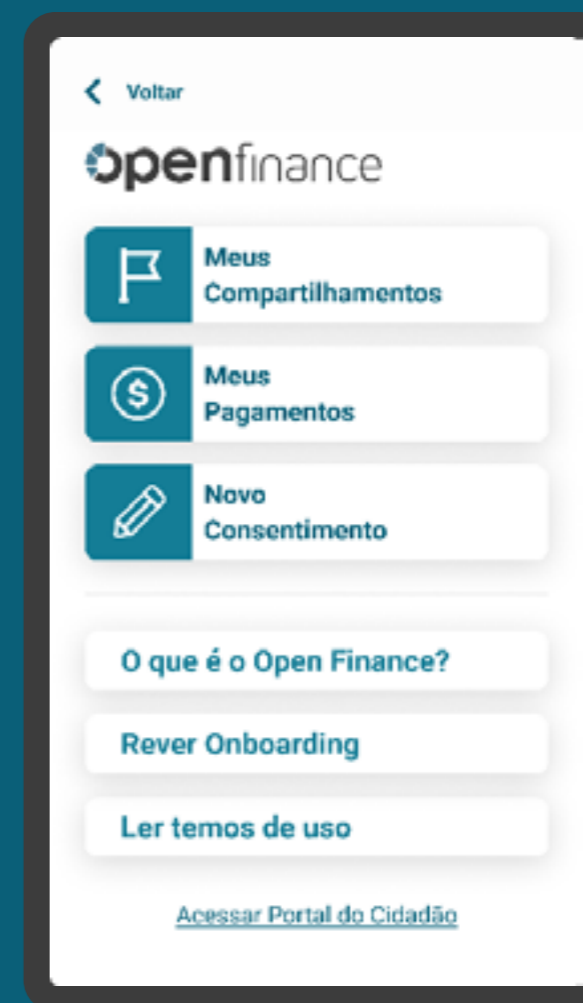 Voltar
openfinance
Meus
Compartilhamentos
Meus
Pagamentos
Novo
Consentimento
O que é o Open Finance?
Rever Onboarding
Ler temos de uso
Acessar Portal do Cidadão